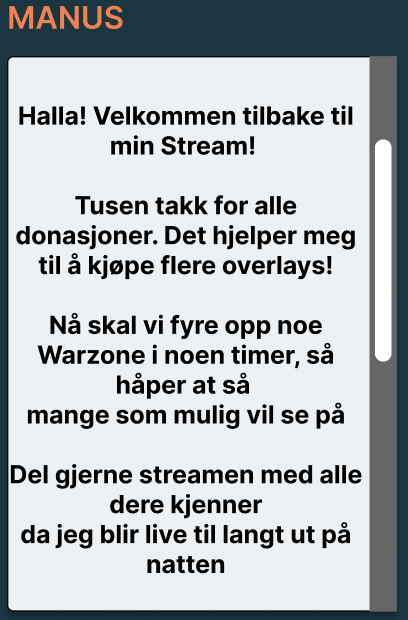 MANUS
Halla! Velkommen tilbake til
min Stream!
Tusen takk for alle
donasjoner. Det hjelper meg
til å kjøpe flere overlays!
Nå skal vi fyre opp noe
Warzone i noen timer, så
håper at så
mange som mulig vil se på
Del gjerne streamen med alle
dere kjenner
da jeg blir live til langt ut på
natten